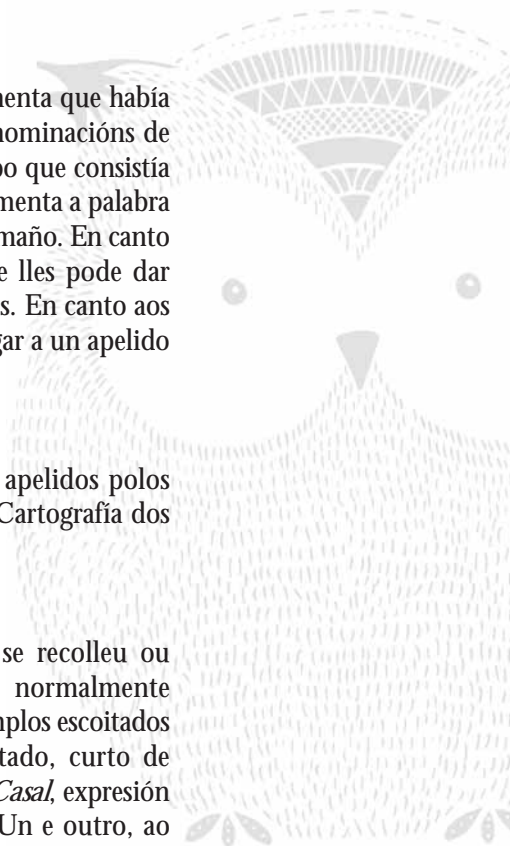 menta que había
nominacións de
po que consistía
menta a palabra
maño. En canto
e lles pode dar
s. En canto aos
gar a un apelido
apelidos polos
Cartografía dos
se recolleu ou
normalmente
mplos escoitados
tado, curto de
Casal, expresión
Un e outro, ao